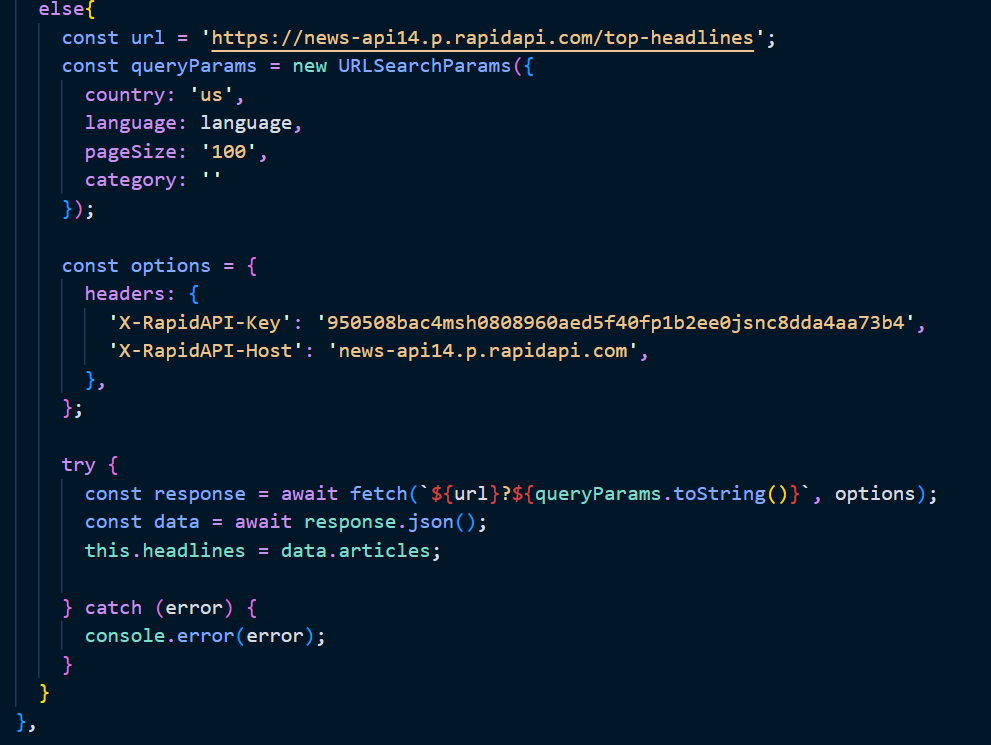 else{
const url = 'https://news-api14.p.rapidapi.com/top-headlines';
const queryParams = new URLSearchParams({
country: 'us',
language: language,
pageSize: '100',
category: ''
});
const options = {
headers: {
'X-RapidAPI-Key': '950508bac4msh0808960aed5f40fp1b2ee0jsnc8dda4aa73b4',
'X-RapidAPI-Host': 'news-api14.p.rapidapi.com',
},
};
try {
const response = await fetch(`${url}?${queryParams.toString()}`, options);
const data = await response.json();
this.headlines = data.articles;
} catch (error) {
console.error(error);
}
}
},